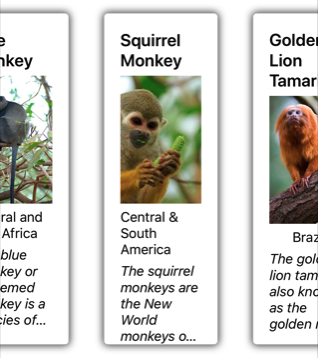 e
nkey
ral and
Africa
blue
key or
emed
key is a
cies of...
Squirrel
Monkey
Central &
South
America
The squirrel
monkeys are
the New
World
monkeys o...
Golde
Lion
Tamar
Braz
The gol
lion tam
also kno
as the
golden